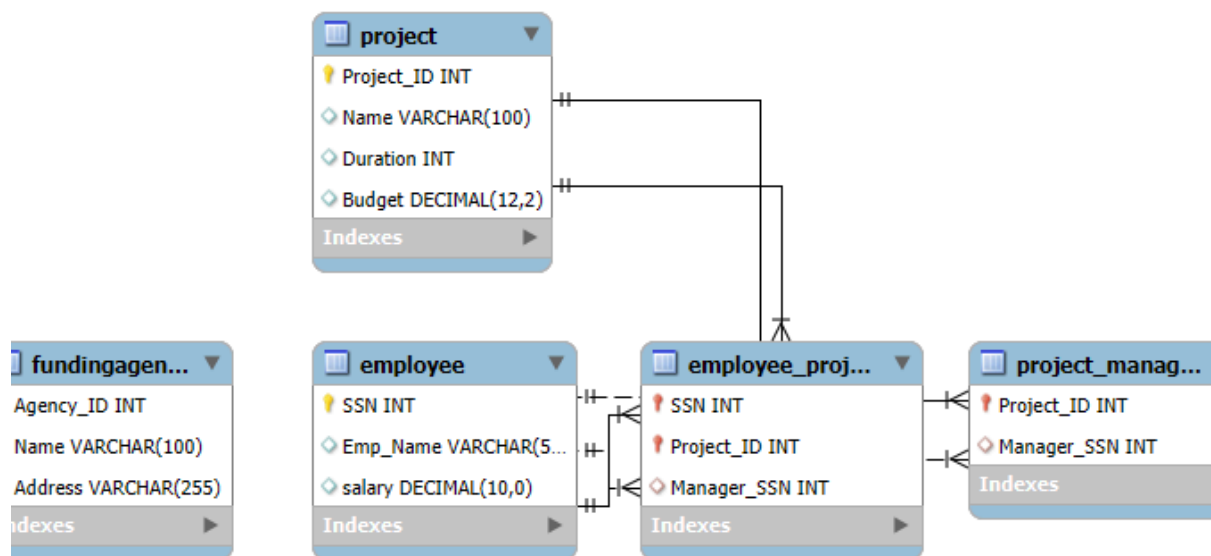 project
Project_ID INT
Name VARCHAR(100)
Duration INT
Budget DECIMAL(12,2)
Indexes
fundingagen...
Agency_ID INT
Name VARCHAR(100)
Address VARCHAR(255)
ndexes
employee
SSN INT
Emp_Name VARCHAR(5...
salary DECIMAL(10,0)
Indexes
employee_proj...
SSN INT
Project_ID INT
Manager_SSN INT
Indexes
project_manag...
Project_ID INT
Manager_SSN INT
Indexes